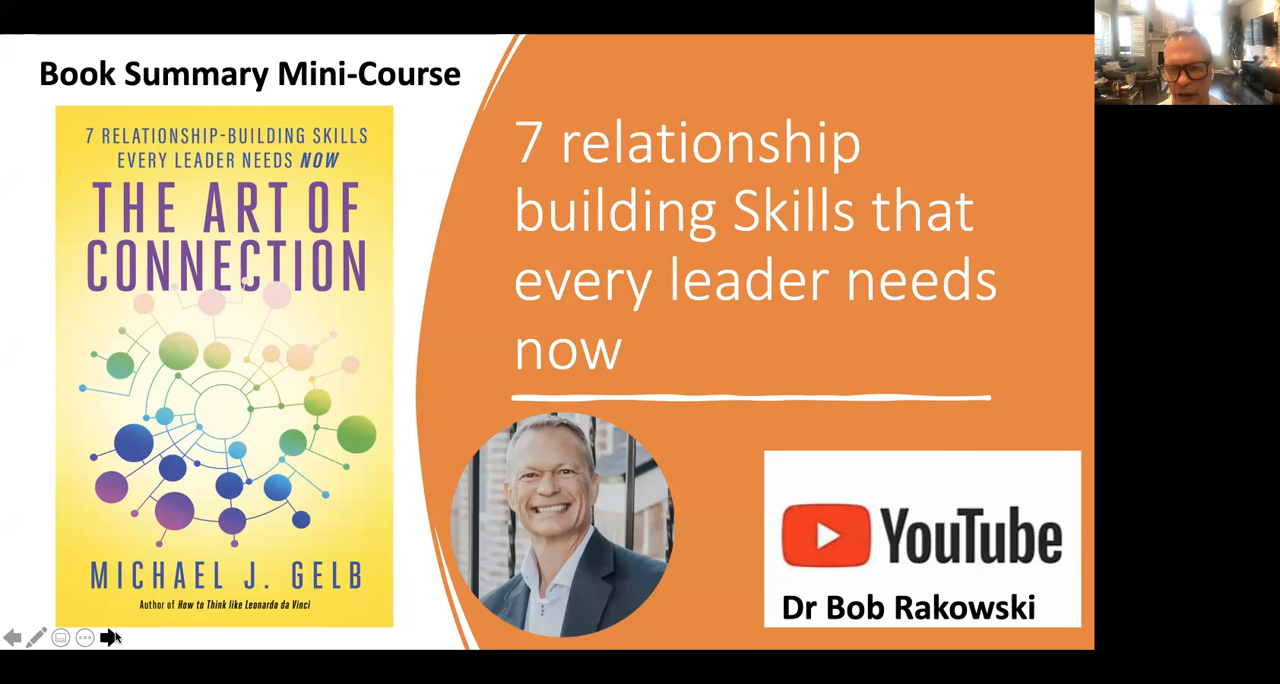 Book Summary Mini-Course
7 RELATIONSHIP-BUILDING SKILLS
EVERY LEADER NEEDS NOW
THE ART OF
CONNECTION
MICHAEL J. GELB
Author of How to Think like Leonardo da Vinci
7 relationship
building Skills that
every leader needs
now
YouTube
Dr Bob Rakowski